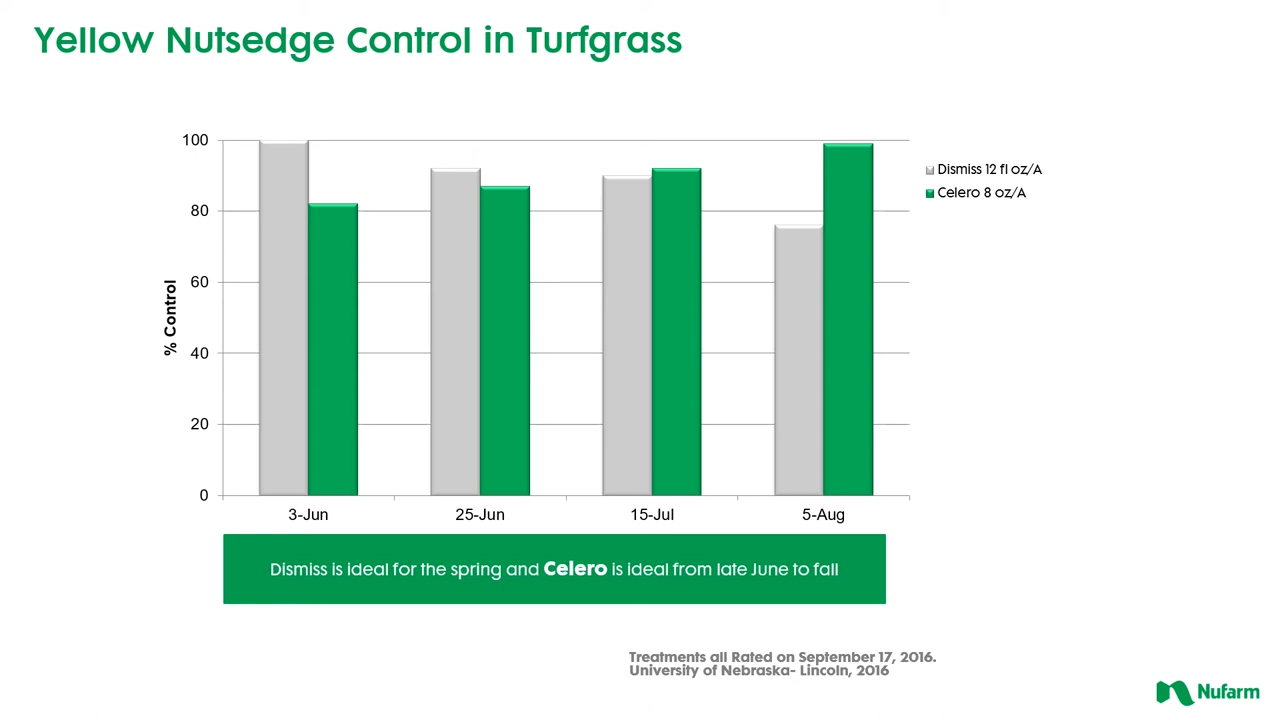 Yellow Nutsedge Control in Turfgrass
% Control
100
80
60
40
20
0
3-Jun
25-Jun
15-Jul
5-Aug
Dismiss 12 fl oz/A
Celero 8 oz/A
Dismiss is ideal for the spring and Celero is ideal from late June to fall
Treatments all Rated on September 17, 2016.
University of Nebraska- Lincoln, 2016
Nufarm